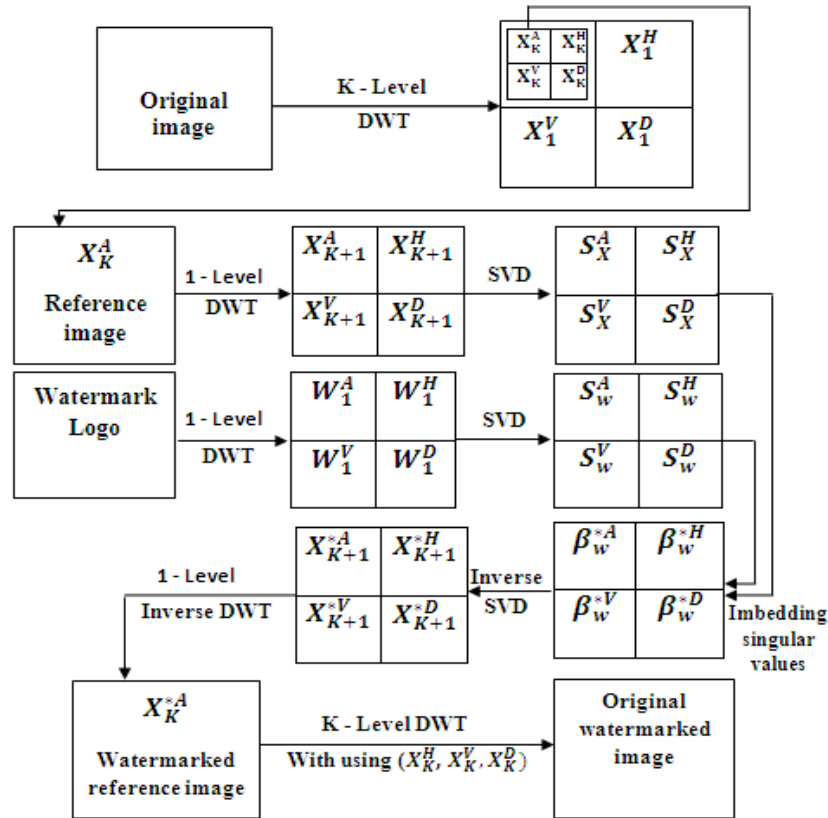 Original
image
K - Level
DWT
X_K^A X_K^H
X_K^V X_K^D
X_1^H
X_1^V X_1^D
X_K^A
Reference
image
1 - Level
DWT
X_{K+1}^A X_{K+1}^H
X_{K+1}^V X_{K+1}^D
SVD
S_X^A S_X^H
S_X^V S_X^D
Watermark
Logo
1 - Level
DWT
W_1^A W_1^H
W_1^V W_1^D
SVD
S_w^A S_w^H
S_w^V S_w^D
β_w^{*A} β_w^{*H}
β_w^{*V} β_w^{*D}
Imbedding
singular
values
Inverse
SVD
X_{K+1}^{*A} X_{K+1}^{*H}
X_{K+1}^{*V} X_{K+1}^{*D}
1 - Level
Inverse DWT
X_K^{*A}
Watermarked
reference image
K - Level DWT
With using (X_K^H, X_K^V, X_K^D)
Original
watermarked
image